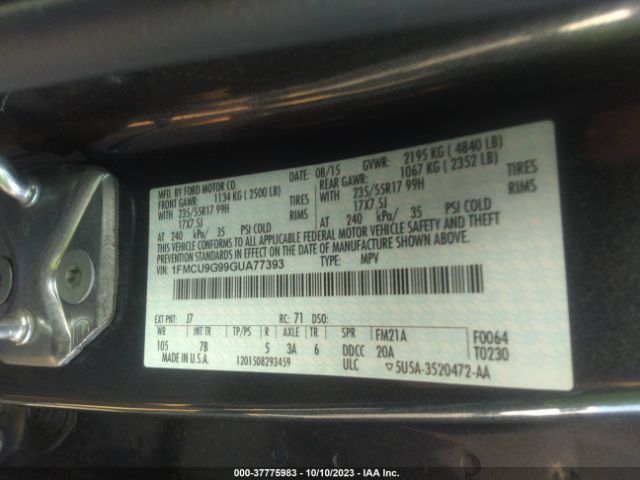 MFD. BY FORD MOTOR CO. DATE: 08/15 GVWR: 2195 KG ( 4840 LB)
FRONT GAWR: 1134 KG ( 2500 LB) REAR GAWR: 1067 KG ( 2352 LB)
WITH 235/55R17 99H TIRES WITH 235/55R17 99H TIRES
17X7.5J RIMS 17X7.5J RIMS
AT 240 kPa/ 35 PSI COLD AT 240 kPa/ 35 PSI COLD
THIS VEHICLE CONFORMS TO ALL APPLICABLE FEDERAL MOTOR VEHICLE SAFETY AND THEFT
PREVENTION STANDARDS IN EFFECT ON THE DATE OF MANUFACTURE SHOWN ABOVE.
VIN: 1FMCU9G99GUA77393 TYPE: MPV
EXT PNT: J7 RC: 71 DSO:
WB INT TR TP/PS R AXLE TR SPR FM21A F0064
105 7B 5 3A 6 DDCC 20A T0230
MADE IN U.S.A. 1201508293459 ULC ▽5U5A-3520472-AA
00-37775983 - 10/10/2023 - IAA Inc.